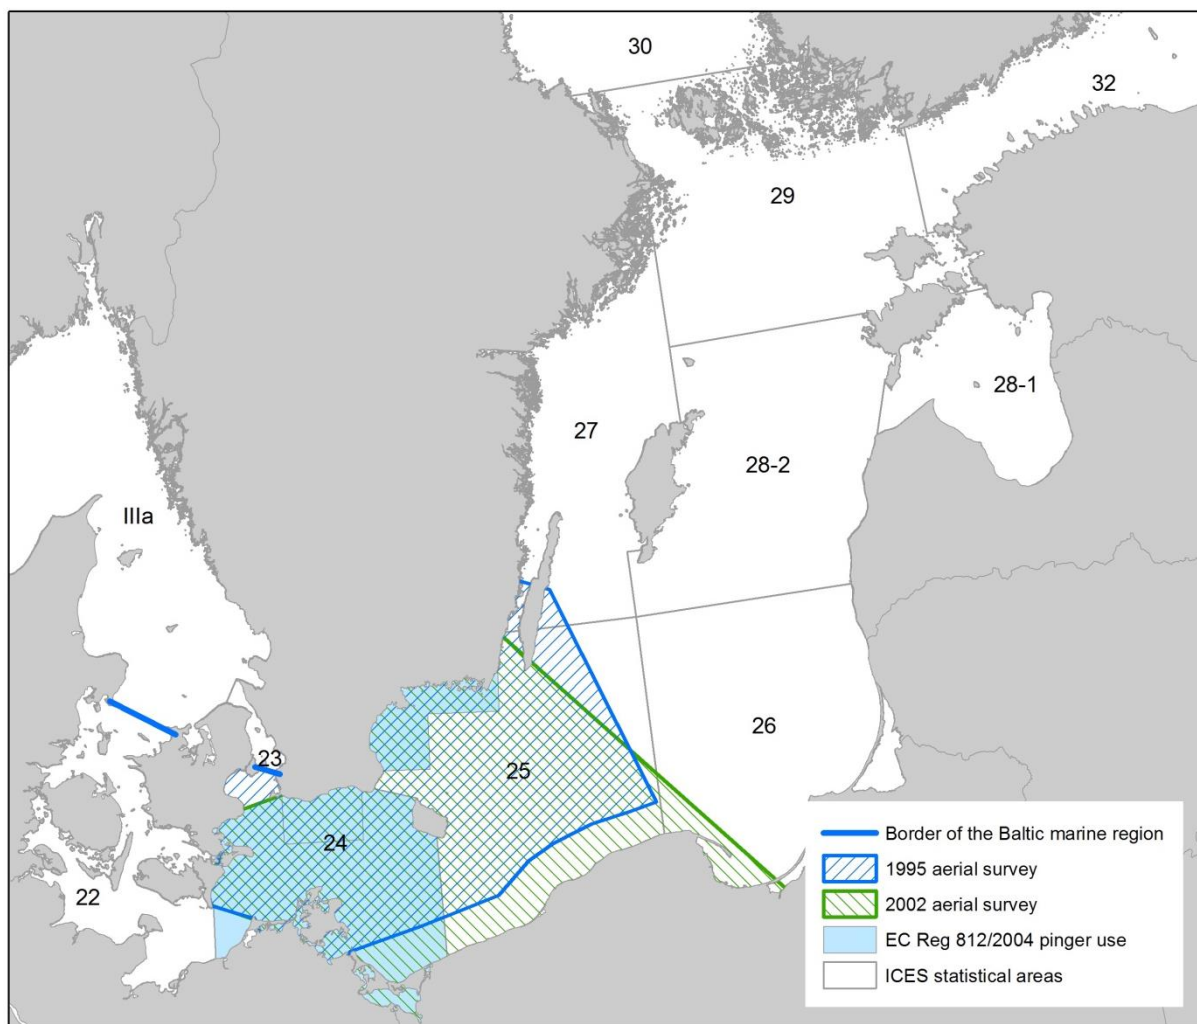 30
32
29
28-1
27
28-2
IIIa
26
23
25
24
22
Border of the Baltic marine region
1995 aerial survey
2002 aerial survey
EC Reg 812/2004 pinger use
ICES statistical areas